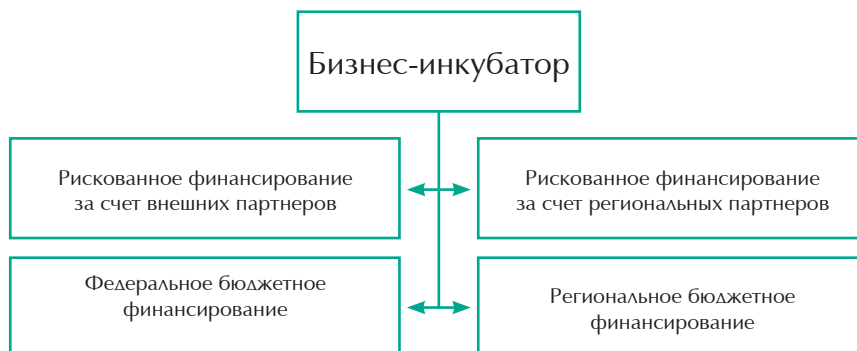 Бизнес-инкубатор
Рискованное финансирование
за счет внешних партнеров
Рискованное финансирование
за счет региональных партнеров
Федеральное бюджетное
финансирование
Региональное бюджетное
финансирование